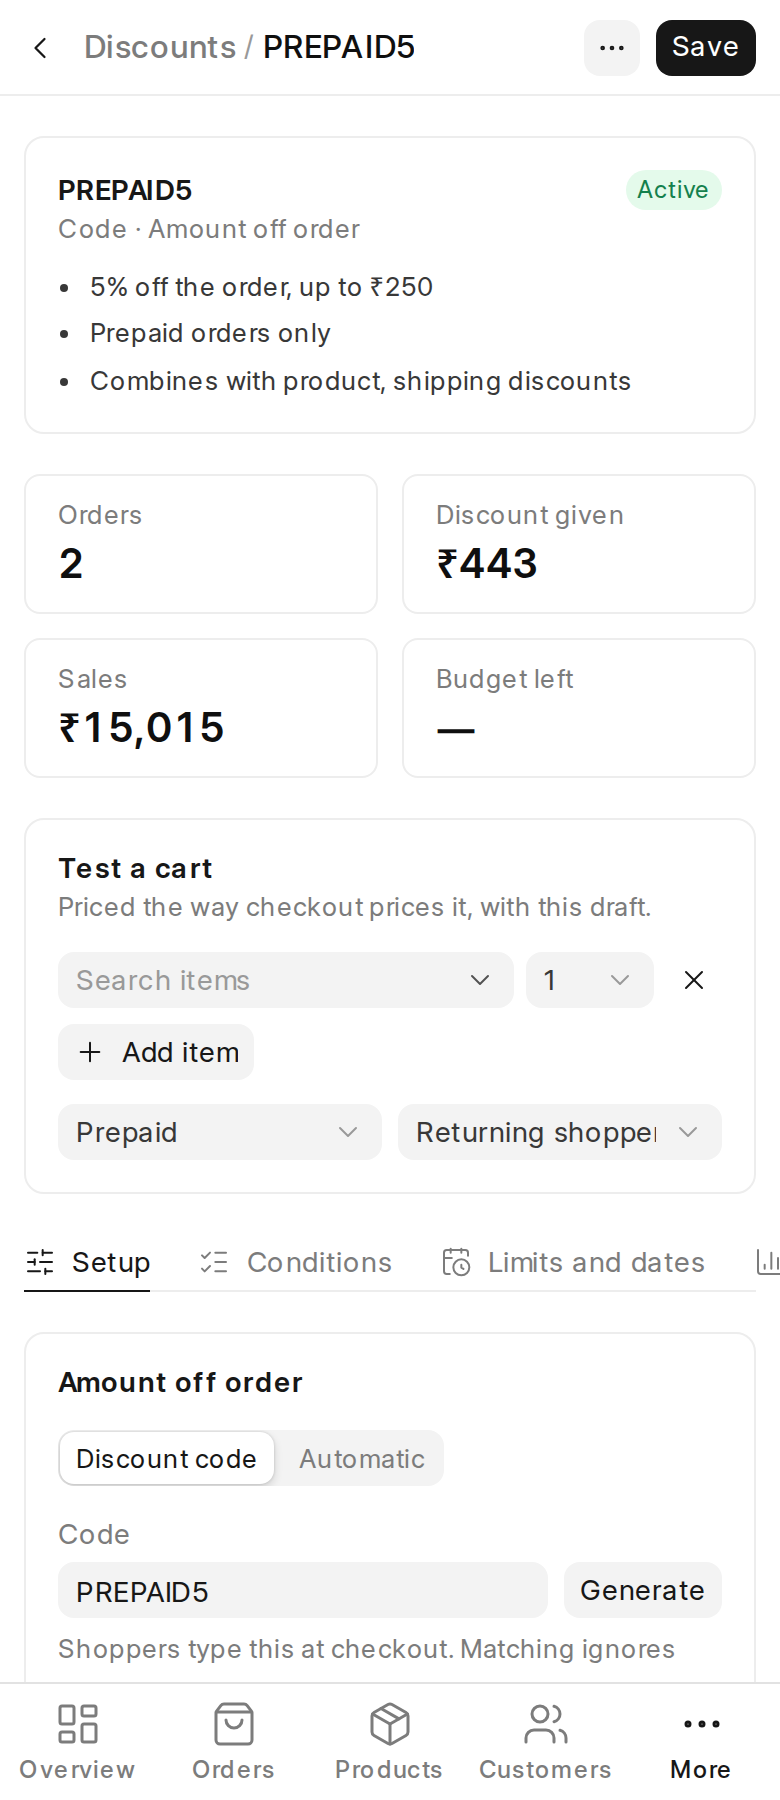 Discounts / PREPAID5
Save
PREPAID5
Active
Code · Amount off order
• 5% off the order, up to ₹250
• Prepaid orders only
• Combines with product, shipping discounts
Orders
2
Discount given
₹443
Sales
₹15,015
Budget left
—
Test a cart
Priced the way checkout prices it, with this draft.
Search items
1
Add item
Prepaid
Returning shopper
Setup
Conditions
Limits and dates
Amount off order
Discount code
Automatic
Code
PREPAID5
Generate
Shoppers type this at checkout. Matching ignores
Overview
Orders
Products
Customers
More